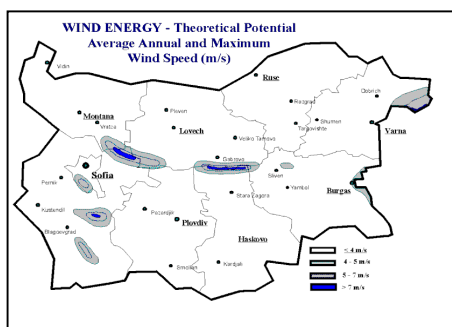 WIND ENERGY - Theoretical Potential
Average Annual and Maximum
Wind Speed (m/s)
Vidin
Ruse
Dobrich
Montana
Vratza
Pleven
Razgrad
Lovech
Targovishte
Shumen
Varna
Veliko Tarnovo
Sofia
Gabrovo
Pernik
Sliven
Yambol
Burgas
Stara Zagora
Kustendil
Pazardjik
Plovdiv
Blagoevgrad
Haskovo
Smolian
Kardjali
≤ 4 m/s
4 - 5 m/s
5 - 7 m/s
> 7 m/s